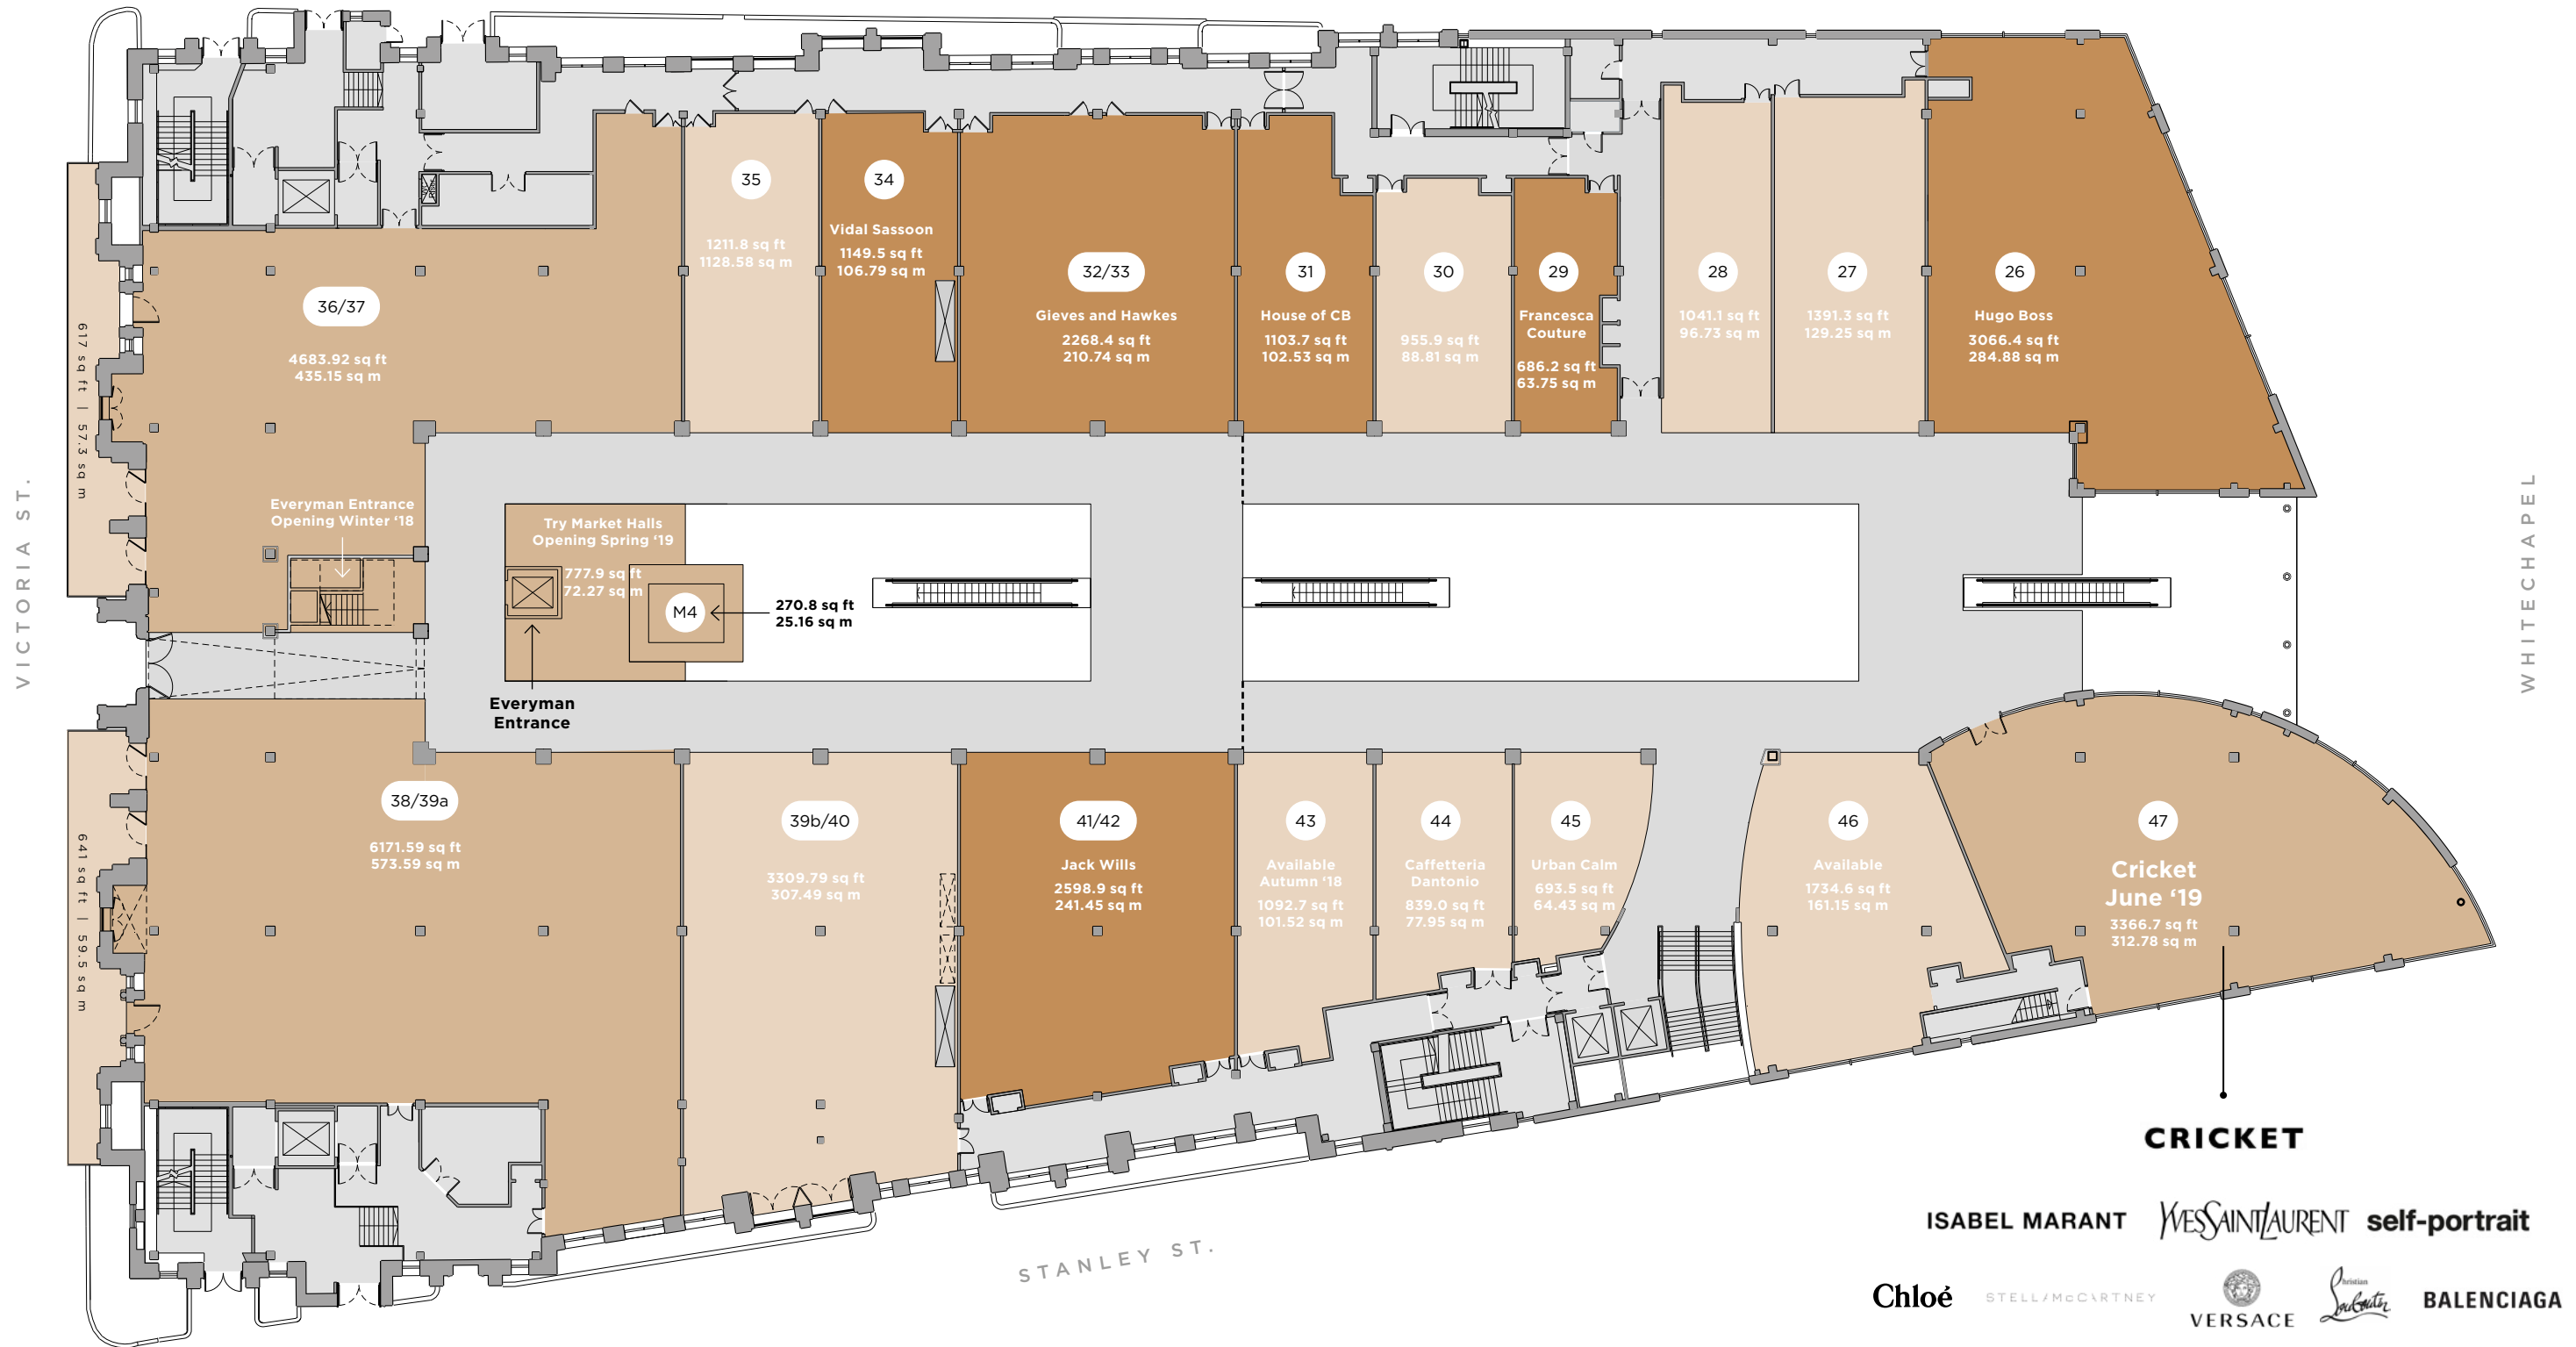 35
1211.8 sq ft
1128.58 sq m
34
Vidal Sassoon
1149.5 sq ft
106.79 sq m
32/33
Gieves and Hawkes
2268.4 sq ft
210.74 sq m
31
House of CB
1103.7 sq ft
102.53 sq m
30
955.9 sq ft
88.81 sq m
29
Francesca
Couture
686.2 sq ft
63.75 sq m
28
1041.1 sq ft
96.73 sq m
27
1391.3 sq ft
129.25 sq m
26
Hugo Boss
3066.4 sq ft
284.88 sq m
36/37
4683.92 sq ft
435.15 sq m
617 sq ft | 57.3 sq m
VICTORIA ST.
WHITECHAPEL
Everyman Entrance
Opening Winter ‘18
Try Market Halls
Opening Spring ‘19
777.9 sq ft
72.27 sq m
M4
270.8 sq ft
25.16 sq m
Everyman
Entrance
38/39a
6171.59 sq ft
573.59 sq m
641 sq ft | 59.5 sq m
39b/40
3309.79 sq ft
307.49 sq m
41/42
Jack Wills
2598.9 sq ft
241.45 sq m
43
Available
Autumn ‘18
1092.7 sq ft
101.52 sq m
44
Caffetteria
Dantonio
839.0 sq ft
77.95 sq m
45
Urban Calm
693.5 sq ft
64.43 sq m
46
Available
1734.6 sq ft
161.15 sq m
47
Cricket
June ‘19
3366.7 sq ft
312.78 sq m
STANLEY ST.
CRICKET
ISABEL MARANT YVESSAINTLAURENT self-portrait
Chloé STELLAMcCARTNEY VERSACE Christian Louboutin BALENCIAGA